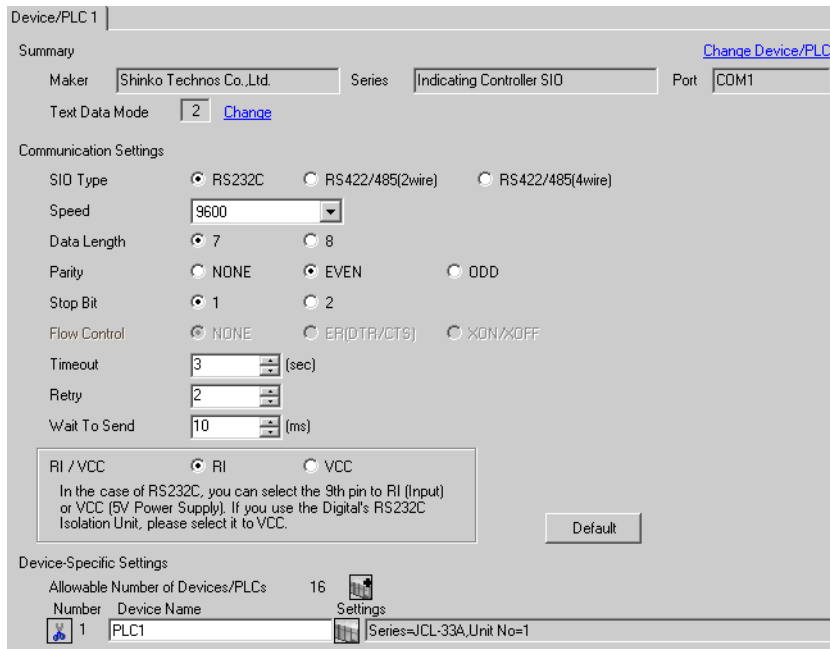 Device/PLC 1
Summary Change Device/PLC
Maker Shinko Technos Co.,Ltd. Series Indicating Controller SIO Port COM1
Text Data Mode 2 Change
Communication Settings
SIO Type RS232C RS422/485(2wire) RS422/485(4wire)
Speed 9600
Data Length 7 8
Parity NONE EVEN ODD
Stop Bit 1 2
Flow Control NONE ER(DTR/CTS) XON/XOFF
Timeout 3 (sec)
Retry 2
Wait To Send 10 (ms)
RI / VCC RI VCC
In the case of RS232C, you can select the 9th pin to RI (Input)
or VCC (5V Power Supply). If you use the Digital's RS232C
Isolation Unit, please select it to VCC.
Default
Device-Specific Settings
Allowable Number of Devices/PLCs 16
Number Device Name Settings
1 PLC1 Series=JCL-33A,Unit No=1